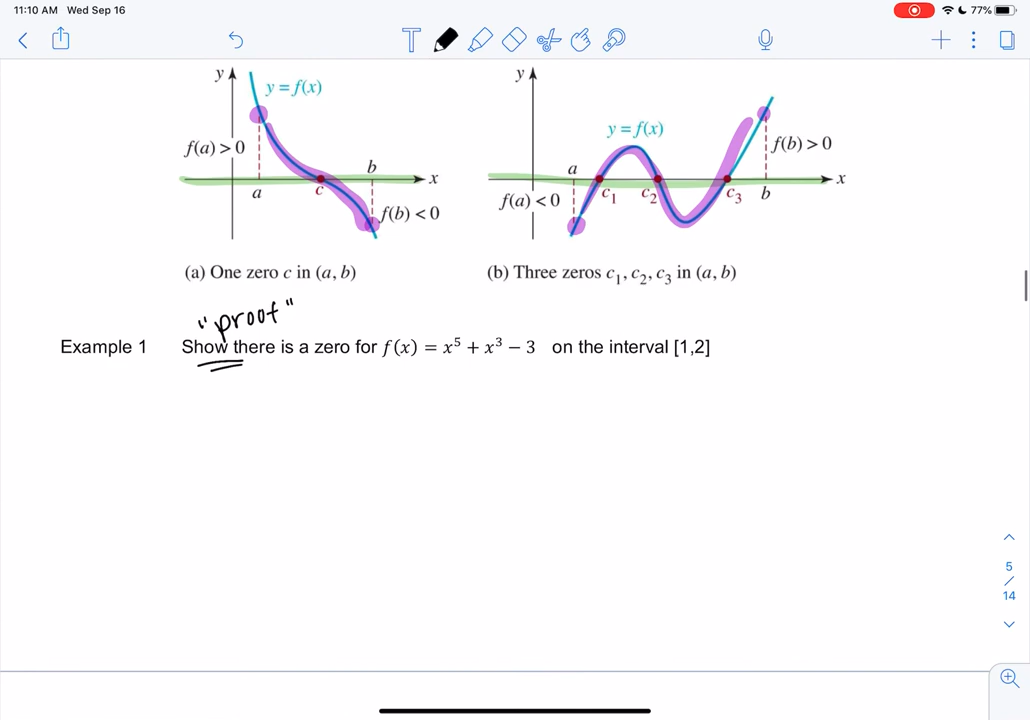 11:10 AM Wed Sep 16
77%
T
y
y = f(x)
f(a) > 0
a
c
b
x
f(b) < 0
y
y = f(x)
f(a) < 0
a
c₁
c₂
c₃
b
x
f(b) > 0
(a) One zero c in (a, b)
(b) Three zeros c₁, c₂, c₃ in (a, b)
"proof"
Example 1 Show there is a zero for f(x) = x⁵ + x³ − 3 on the interval [1,2]
5
/
14